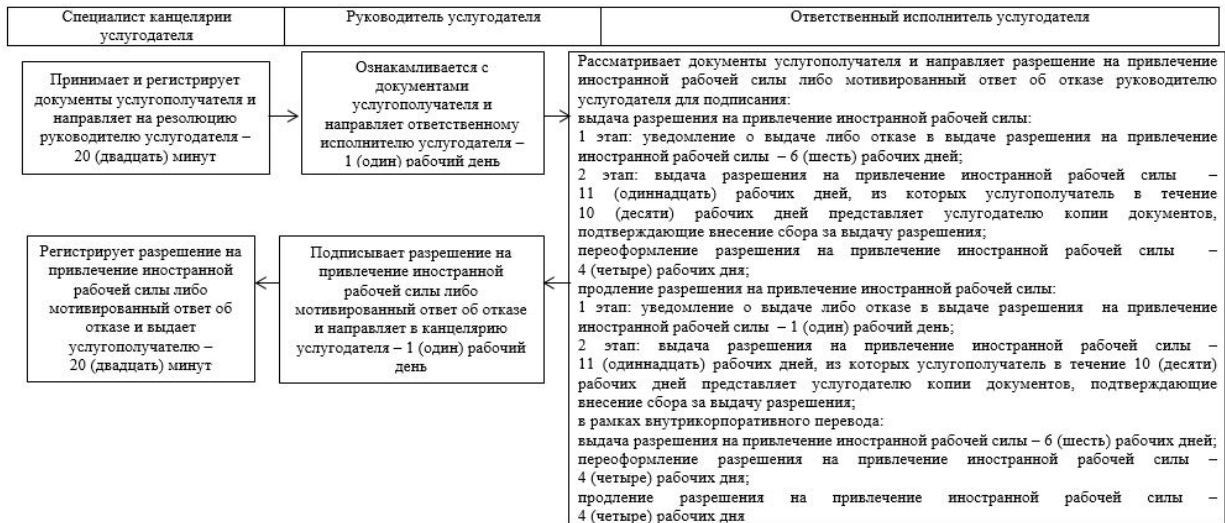 Специалист канцелярии
услугодателя
Руководитель услугодателя
Ответственный исполнитель услугодателя
Принимает и регистрирует
документы услугополучателя и
направляет на резолюцию
руководителю услугодателя –
20 (двадцать) минут
Ознакамливается с
документами
услугополучателя и
направляет ответственному
исполнителю услугодателя –
1 (один) рабочий день
Рассматривает документы услугополучателя и направляет разрешение на привлечение
иностранной рабочей силы либо мотивированный ответ об отказе руководителю
услугодателя для подписания:
выдача разрешения на привлечение иностранной рабочей силы:
1 этап: уведомление о выдаче либо отказе в выдаче разрешения на привлечение
иностранной рабочей силы – 6 (шесть) рабочих дней;
2 этап: выдача разрешения на привлечение иностранной рабочей силы –
11 (одиннадцать) рабочих дней, из которых услугополучатель в течение
10 (десяти) рабочих дней представляет услугодателю копии документов,
подтверждающие внесение сбора за выдачу разрешения;
переоформление разрешения на привлечение иностранной рабочей силы –
4 (четыре) рабочих дня;
продление разрешения на привлечение иностранной рабочей силы:
1 этап: уведомление о выдаче либо отказе в выдаче разрешения на привлечение
иностранной рабочей силы – 1 (один) рабочий день;
2 этап: выдача разрешения на привлечение иностранной рабочей силы –
11 (одиннадцать) рабочих дней, из которых услугополучатель в течение 10 (десяти)
рабочих дней представляет услугодателю копии документов, подтверждающие
внесение сбора за выдачу разрешения;
в рамках внутрикорпоративного перевода:
выдача разрешения на привлечение иностранной рабочей силы – 6 (шесть) рабочих дней;
переоформление разрешения на привлечение иностранной рабочей силы –
4 (четыре) рабочих дня;
продление разрешения на привлечение иностранной рабочей силы –
4 (четыре) рабочих дня
Подписывает разрешение на
привлечение иностранной
рабочей силы либо
мотивированный ответ об отказе
и направляет в канцелярию
услугодателя – 1 (один) рабочий
день
Регистрирует разрешение на
привлечение иностранной
рабочей силы либо
мотивированный ответ об
отказе и выдает
услугополучателю –
20 (двадцать) минут